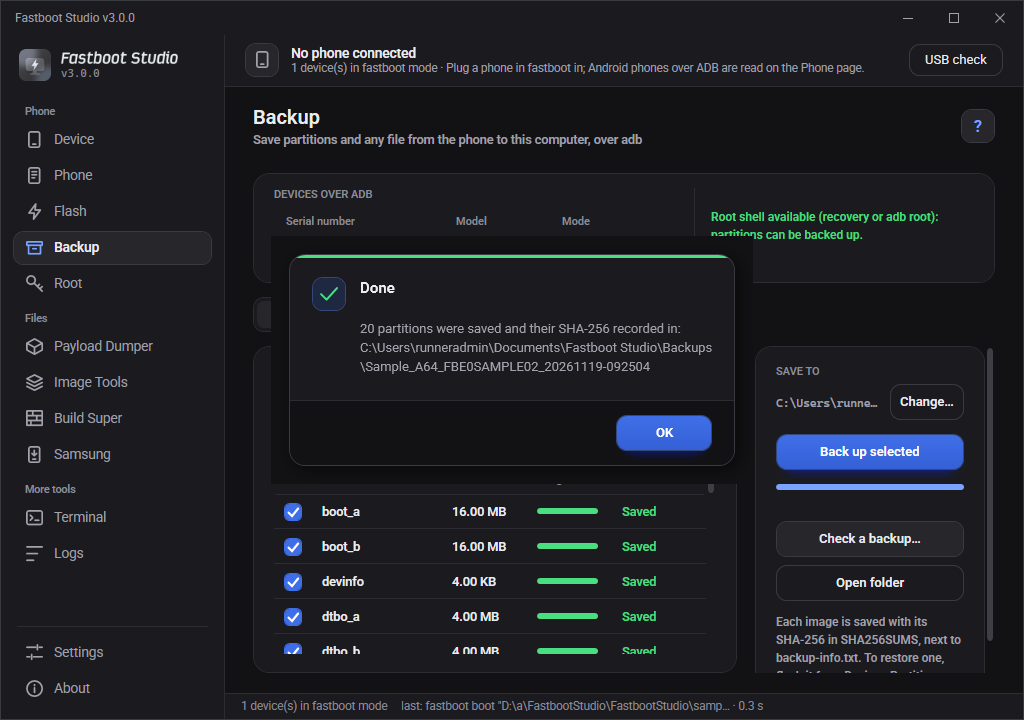 Fastboot Studio v3.0.0
Fastboot Studio
v3.0.0
Phone
Device
Phone
Flash
Backup
Root
Files
Payload Dumper
Image Tools
Build Super
Samsung
More tools
Terminal
Logs
Settings
About
No phone connected
1 device(s) in fastboot mode · Plug a phone in fastboot in; Android phones over ADB are read on the Phone page.
USB check
Backup
Save partitions and any file from the phone to this computer, over adb
?
DEVICES OVER ADB
Serial number Model Mode
Root shell available (recovery or adb root):
partitions can be backed up.
Done
20 partitions were saved and their SHA-256 recorded in:
C:\Users\runneradmin\Documents\Fastboot Studio\Backups
\Sample_A64_FBE0SAMPLE02_20261119-092504
OK
boot_a 16.00 MB Saved
boot_b 16.00 MB Saved
devinfo 4.00 KB Saved
dtbo_a 4.00 MB Saved
dtbo_b 4.00 MB Saved
SAVE TO
C:\Users\runne…
Change…
Back up selected
Check a backup…
Open folder
Each image is saved with its
SHA-256 in SHA256SUMS, next to
backup-info.txt. To restore one,
1 device(s) in fastboot mode last: fastboot boot "D:\a\FastbootStudio\FastbootStudio\samp… · 0.3 s